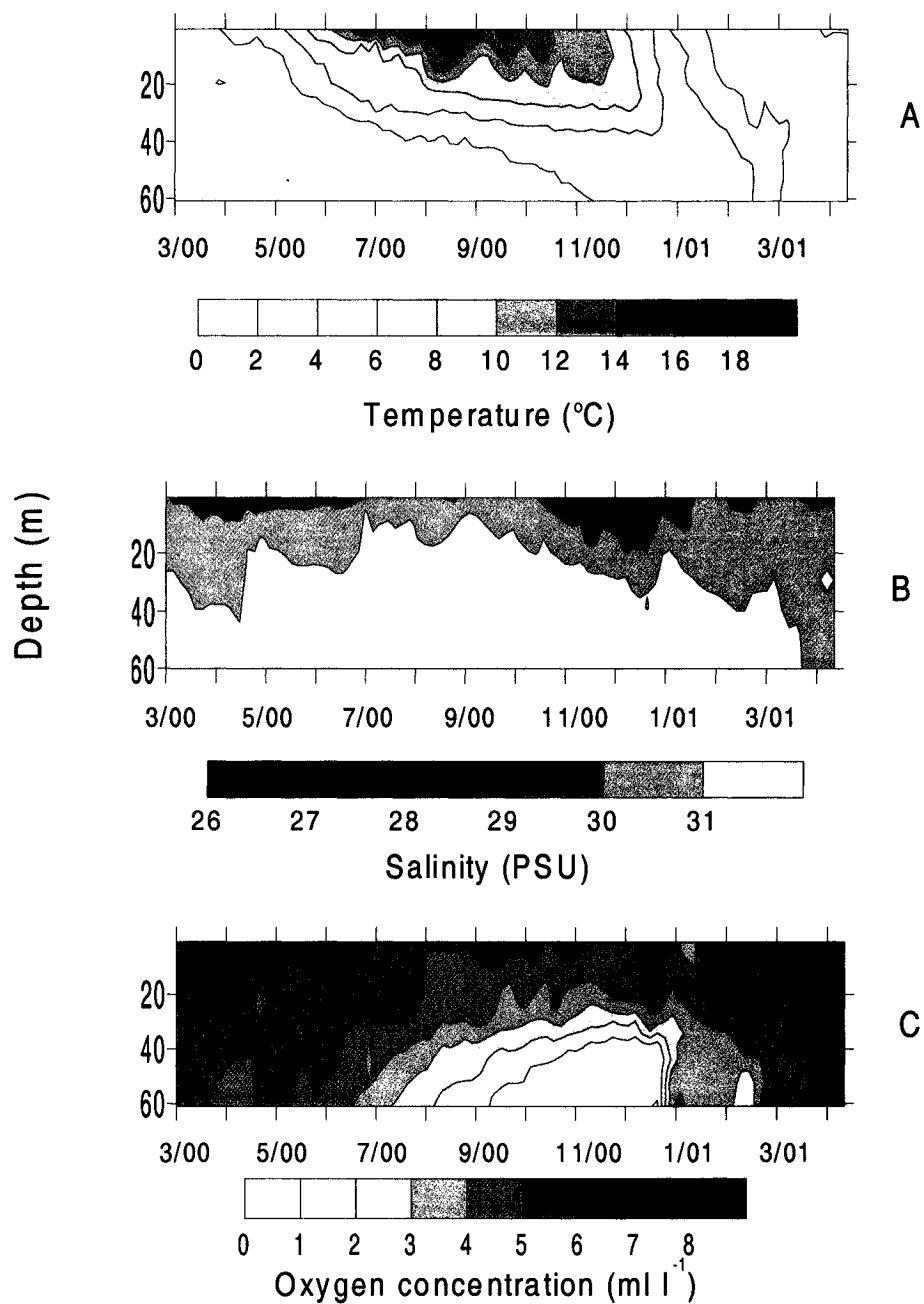 20
40
60
A
3/00 5/00 7/00 9/00 11/00 1/01 3/01
0 2 4 6 8 10 12 14 16 18
Temperature (°C)
Depth (m)
20
40
60
B
3/00 5/00 7/00 9/00 11/00 1/01 3/01
26 27 28 29 30 31
Salinity (PSU)
20
40
60
C
3/00 5/00 7/00 9/00 11/00 1/01 3/01
0 1 2 3 4 5 6 7 8
Oxygen concentration (ml l⁻¹)